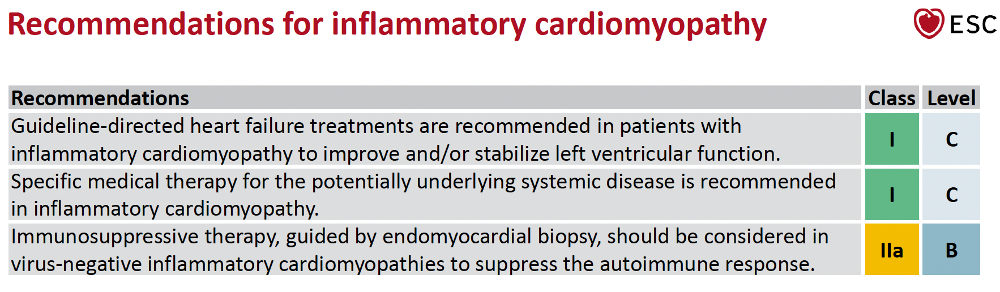 Recommendations for inflammatory cardiomyopathy
ESC
Recommendations Class Level
Guideline-directed heart failure treatments are recommended in patients with
inflammatory cardiomyopathy to improve and/or stabilize left ventricular function.
I C
Specific medical therapy for the potentially underlying systemic disease is recommended
in inflammatory cardiomyopathy.
I C
Immunosuppressive therapy, guided by endomyocardial biopsy, should be considered in
virus-negative inflammatory cardiomyopathies to suppress the autoimmune response.
IIa B